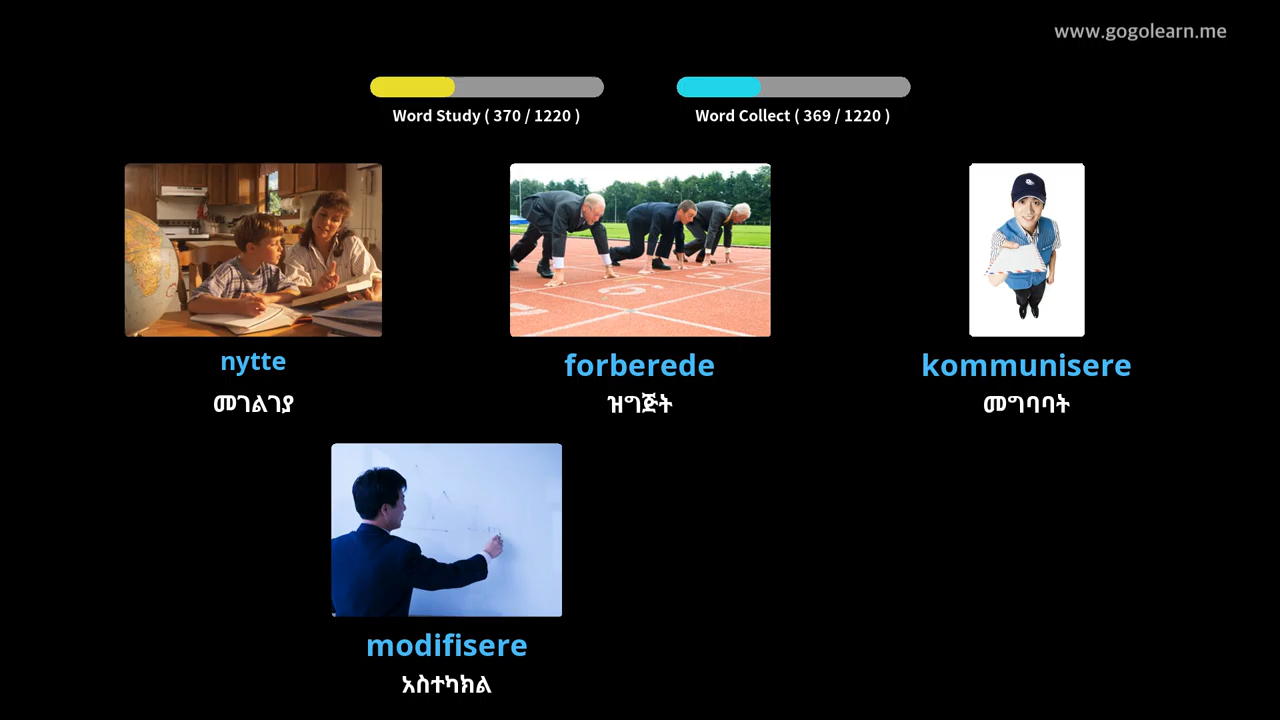 www.gogolearn.me
Word Study ( 370 / 1220 )
Word Collect ( 369 / 1220 )
nytte
forberede
kommunisere
መገልገያ
ዝግጅት
መግባባት
modifisere
አስተካክል